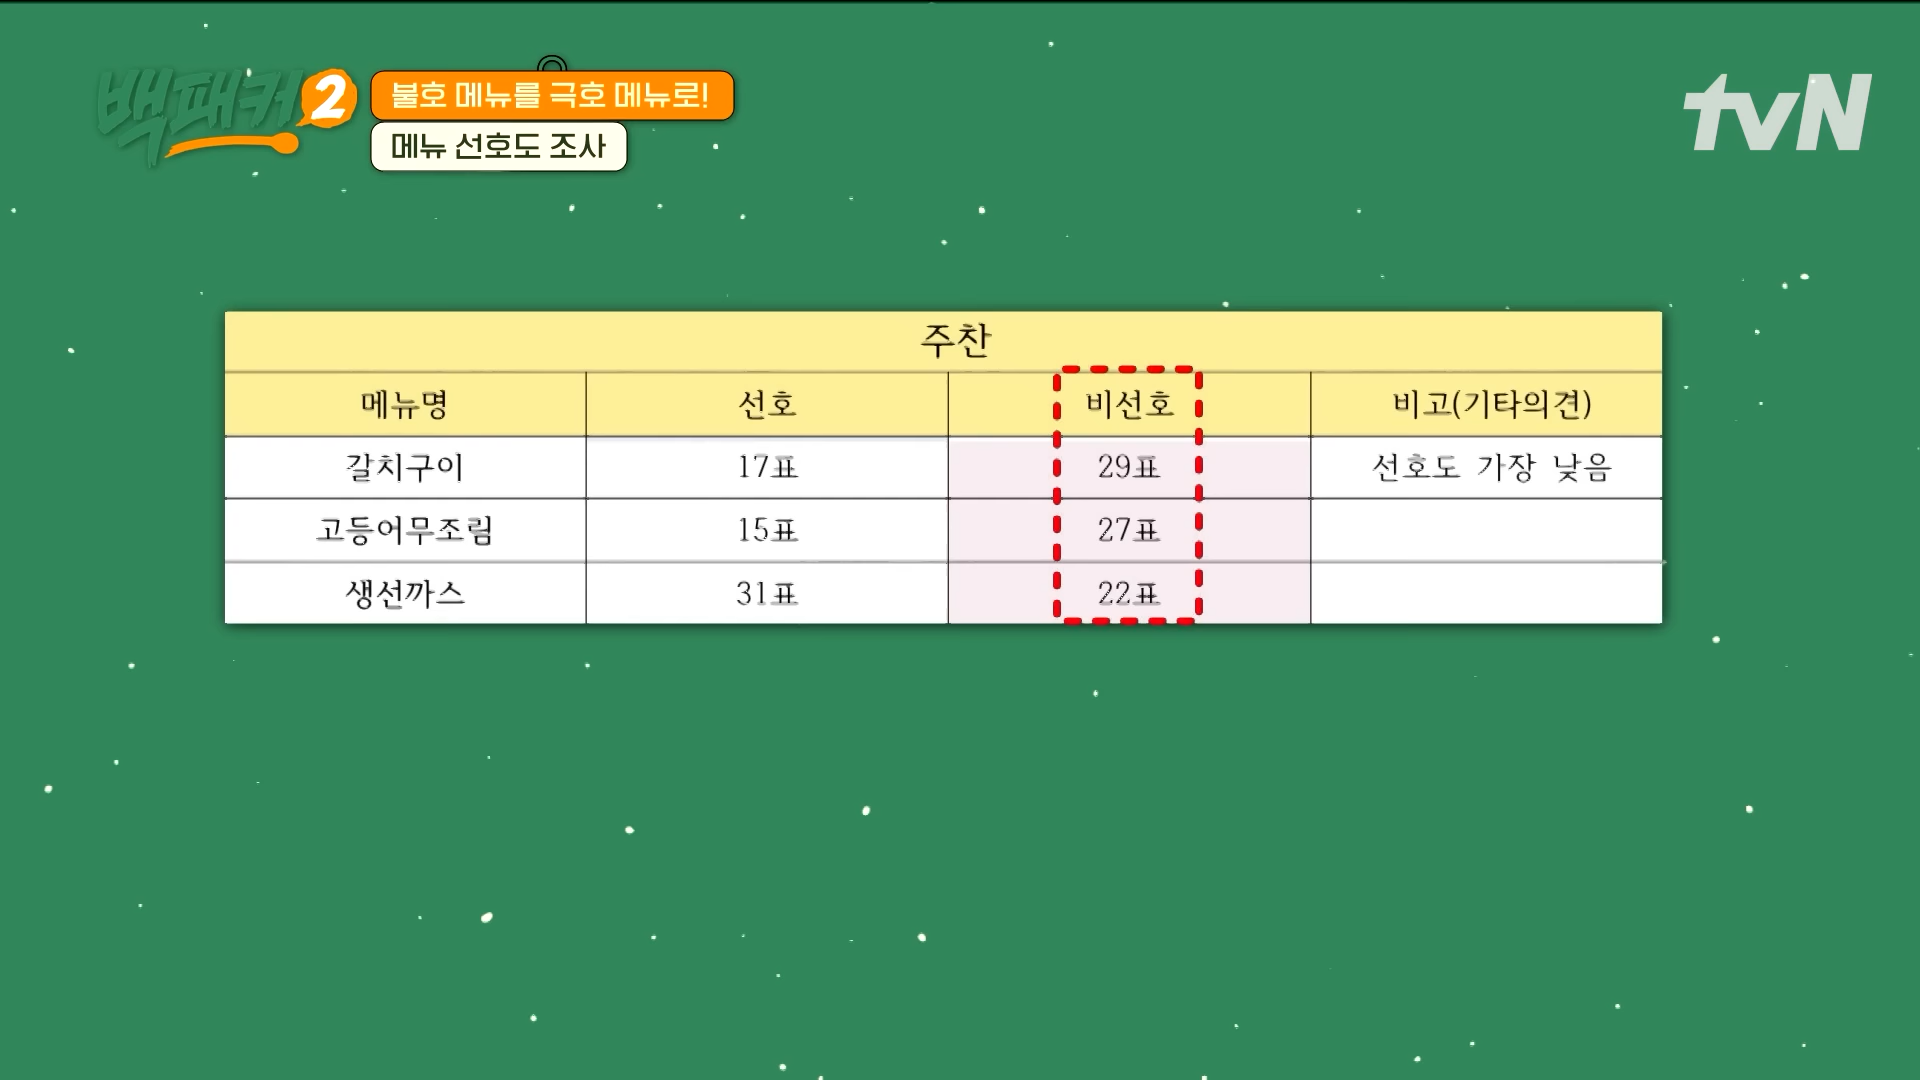 백패커2
불호 메뉴를 극호 메뉴로!
메뉴 선호도 조사
tvN
주찬
메뉴명 선호 비선호 비고(기타의견)
갈치구이 17표 29표 선호도 가장 낮음
고등어무조림 15표 27표
생선까스 31표 22표